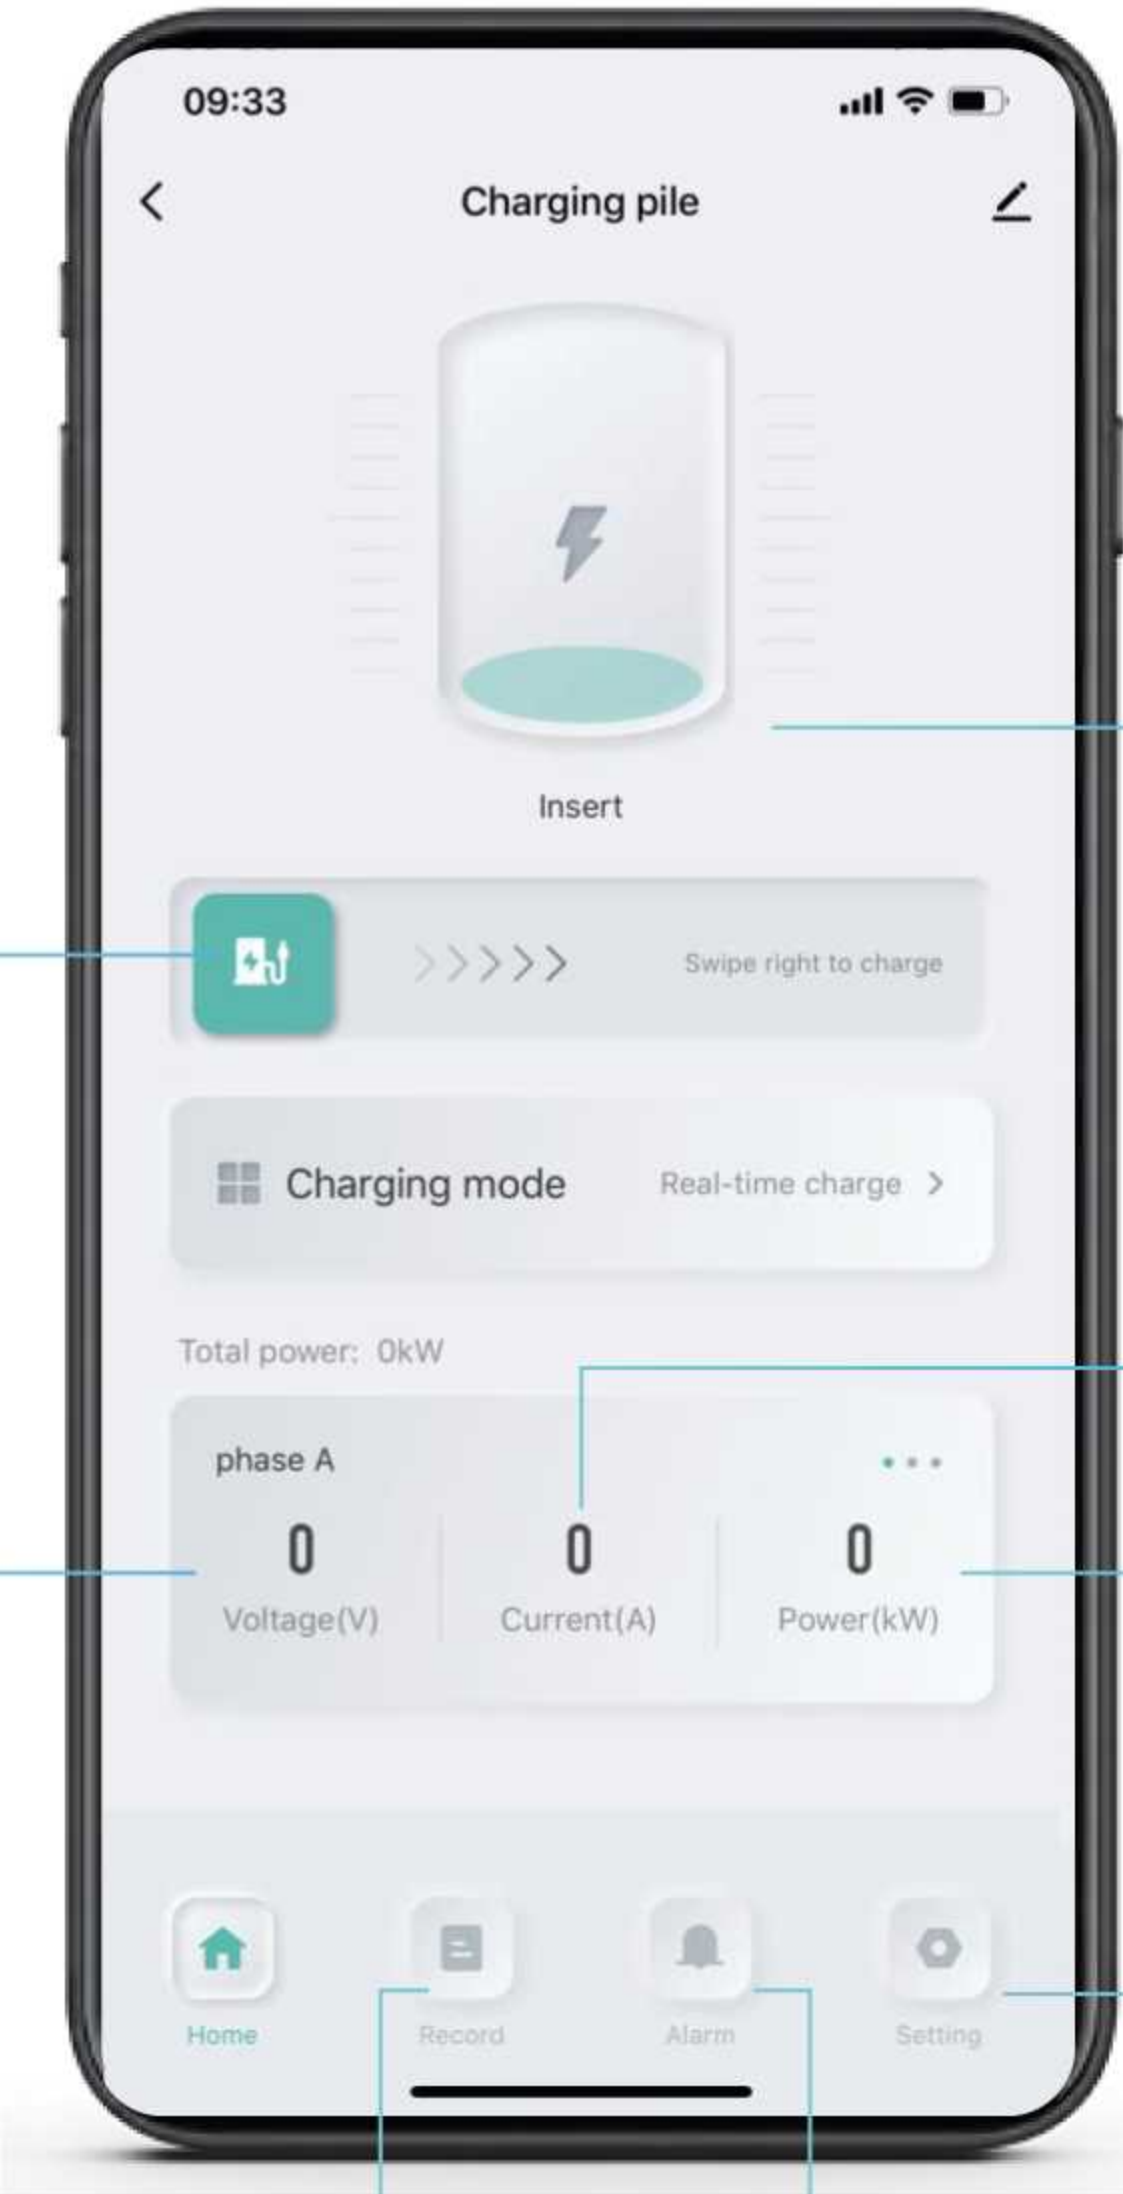 09:33
Charging pile
Insert
Swipe right to charge
Charging mode
Real-time charge
Total power: 0kW
phase A
0 0 0
Voltage(V) Current(A) Power(kW)
Home Record Alarm Setting